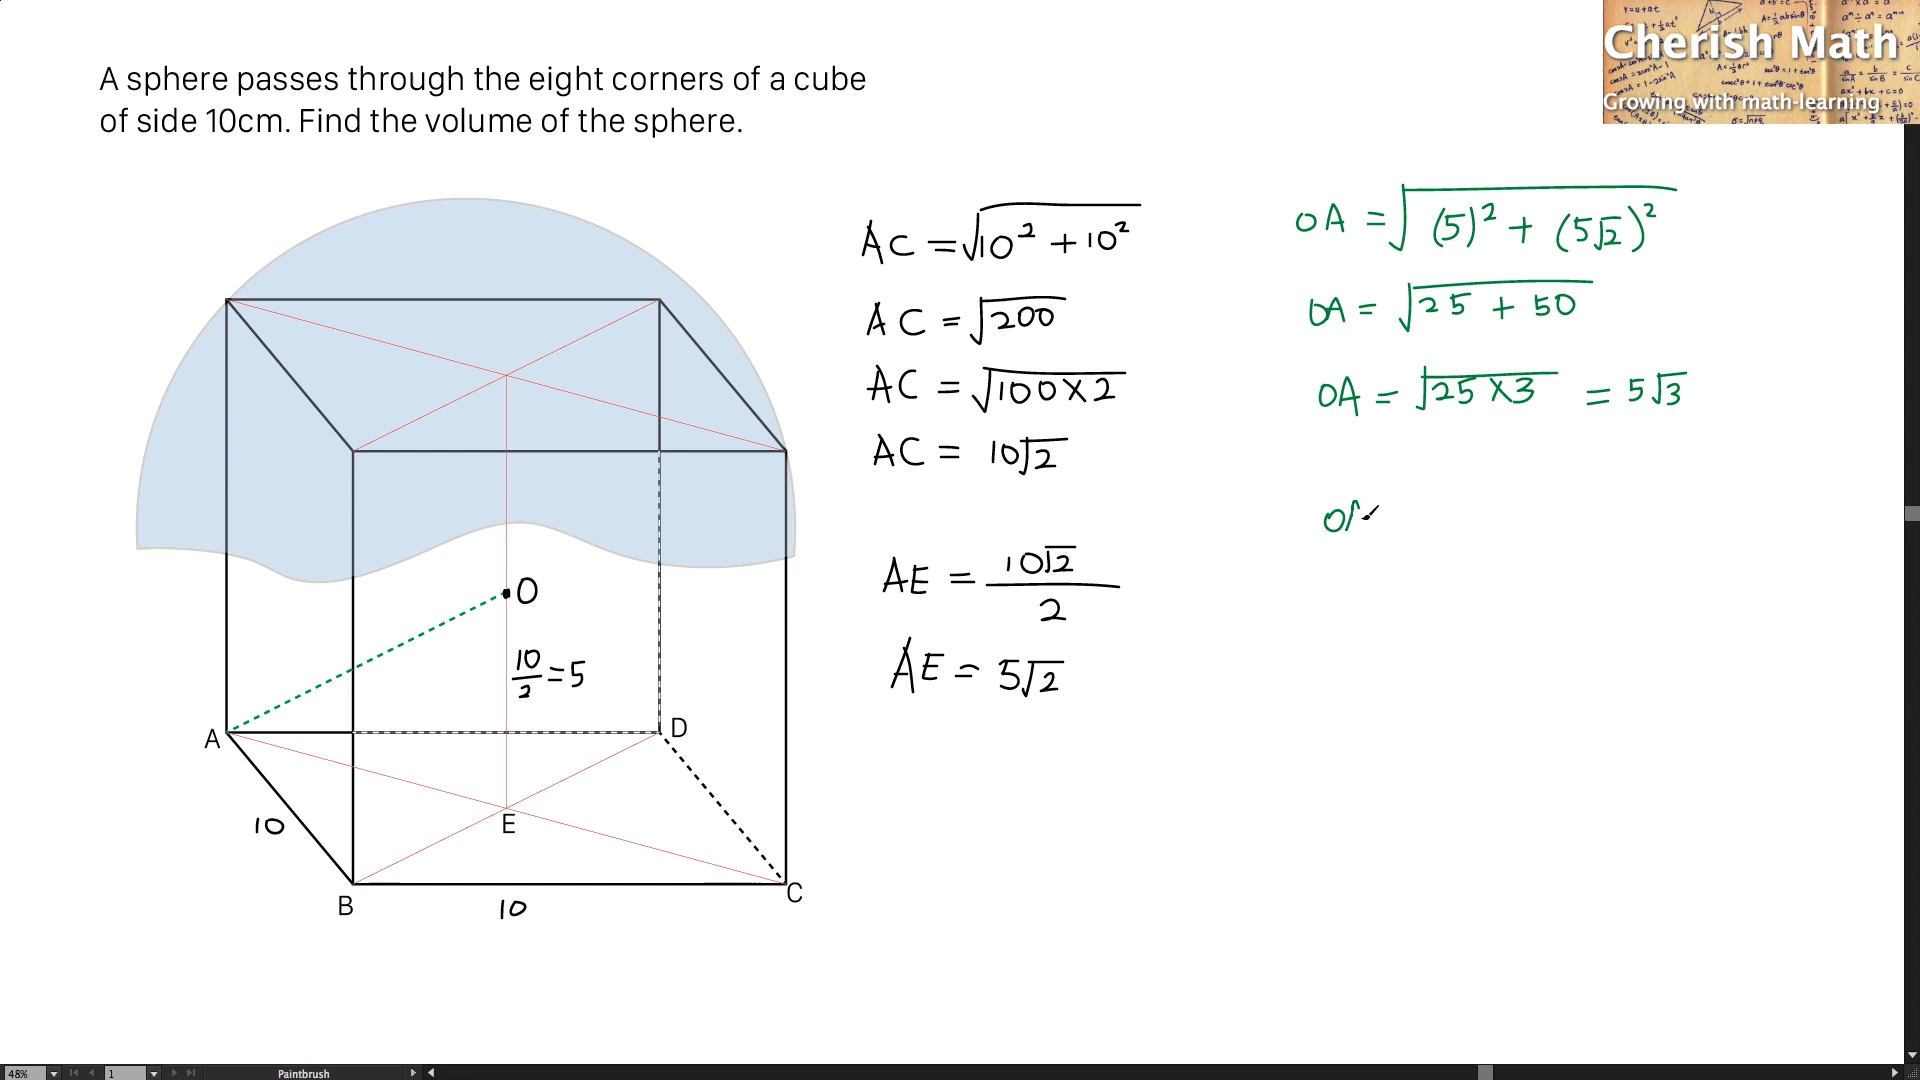 A sphere passes through the eight corners of a cube
of side 10cm. Find the volume of the sphere.
Cherish Math
Growing with math-learning
AC = √10² + 10²
AC = √200
AC = √100 × 2
AC = 10√2
AE = 10√2 / 2
AE = 5√2
OA = √(5)² + (5√2)²
OA = √25 + 50
OA = √25 × 3 = 5√3
O
10/2 = 5
A
D
E
10
B
10
C
48%
1
Paintbrush